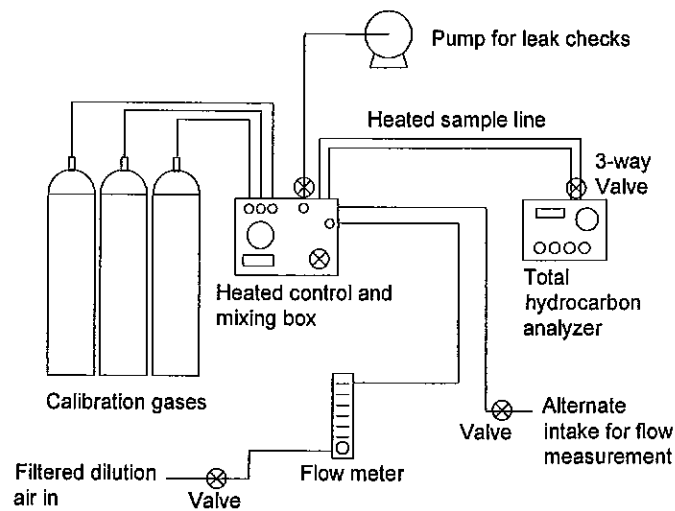 Pump for leak checks
Heated sample line
3-way
Valve
Heated control and
mixing box
Total
hydrocarbon
analyzer
Calibration gases
Alternate
intake for flow
measurement
Valve
Flow meter
Filtered dilution
air in
Valve